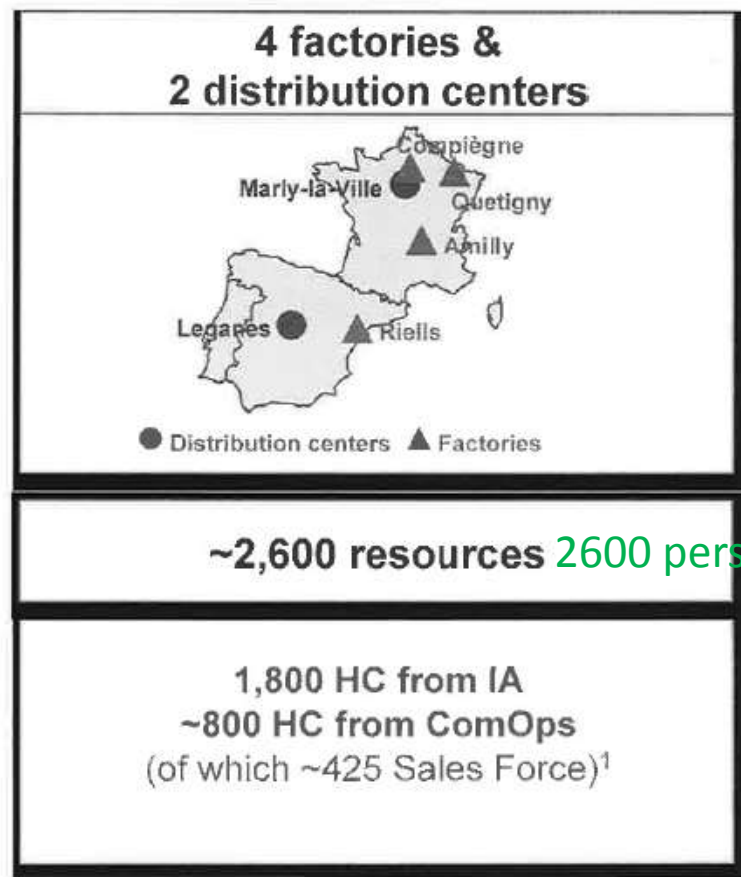 4 factories &
2 distribution centers
Compiègne
Marly-la-Ville
Quetigny
Amilly
Leganes
Riells
Distribution centers Factories
~2,600 resources 2600 pers
1,800 HC from IA
~800 HC from ComOps
(of which ~425 Sales Force)¹